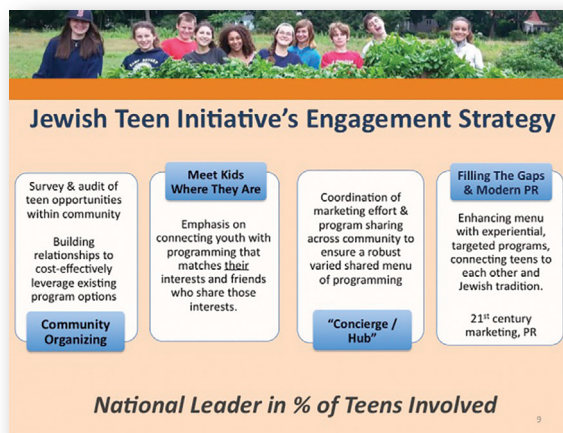 Jewish Teen Initiative's Engagement Strategy
Survey & audit of
teen opportunities
within community
Building
relationships to
cost-effectively
leverage existing
program options
Community
Organizing
Meet Kids
Where They Are
Emphasis on
connecting youth with
programming that
matches their
interests and friends
who share those
interests.
Coordination of
marketing effort &
program sharing
across community to
ensure a robust
varied shared menu
of programming
"Concierge /
Hub"
Filling The Gaps
& Modern PR
Enhancing menu
with experiential,
targeted programs,
connecting teens to
each other and
Jewish tradition.
21st century
marketing, PR
National Leader in % of Teens Involved
9